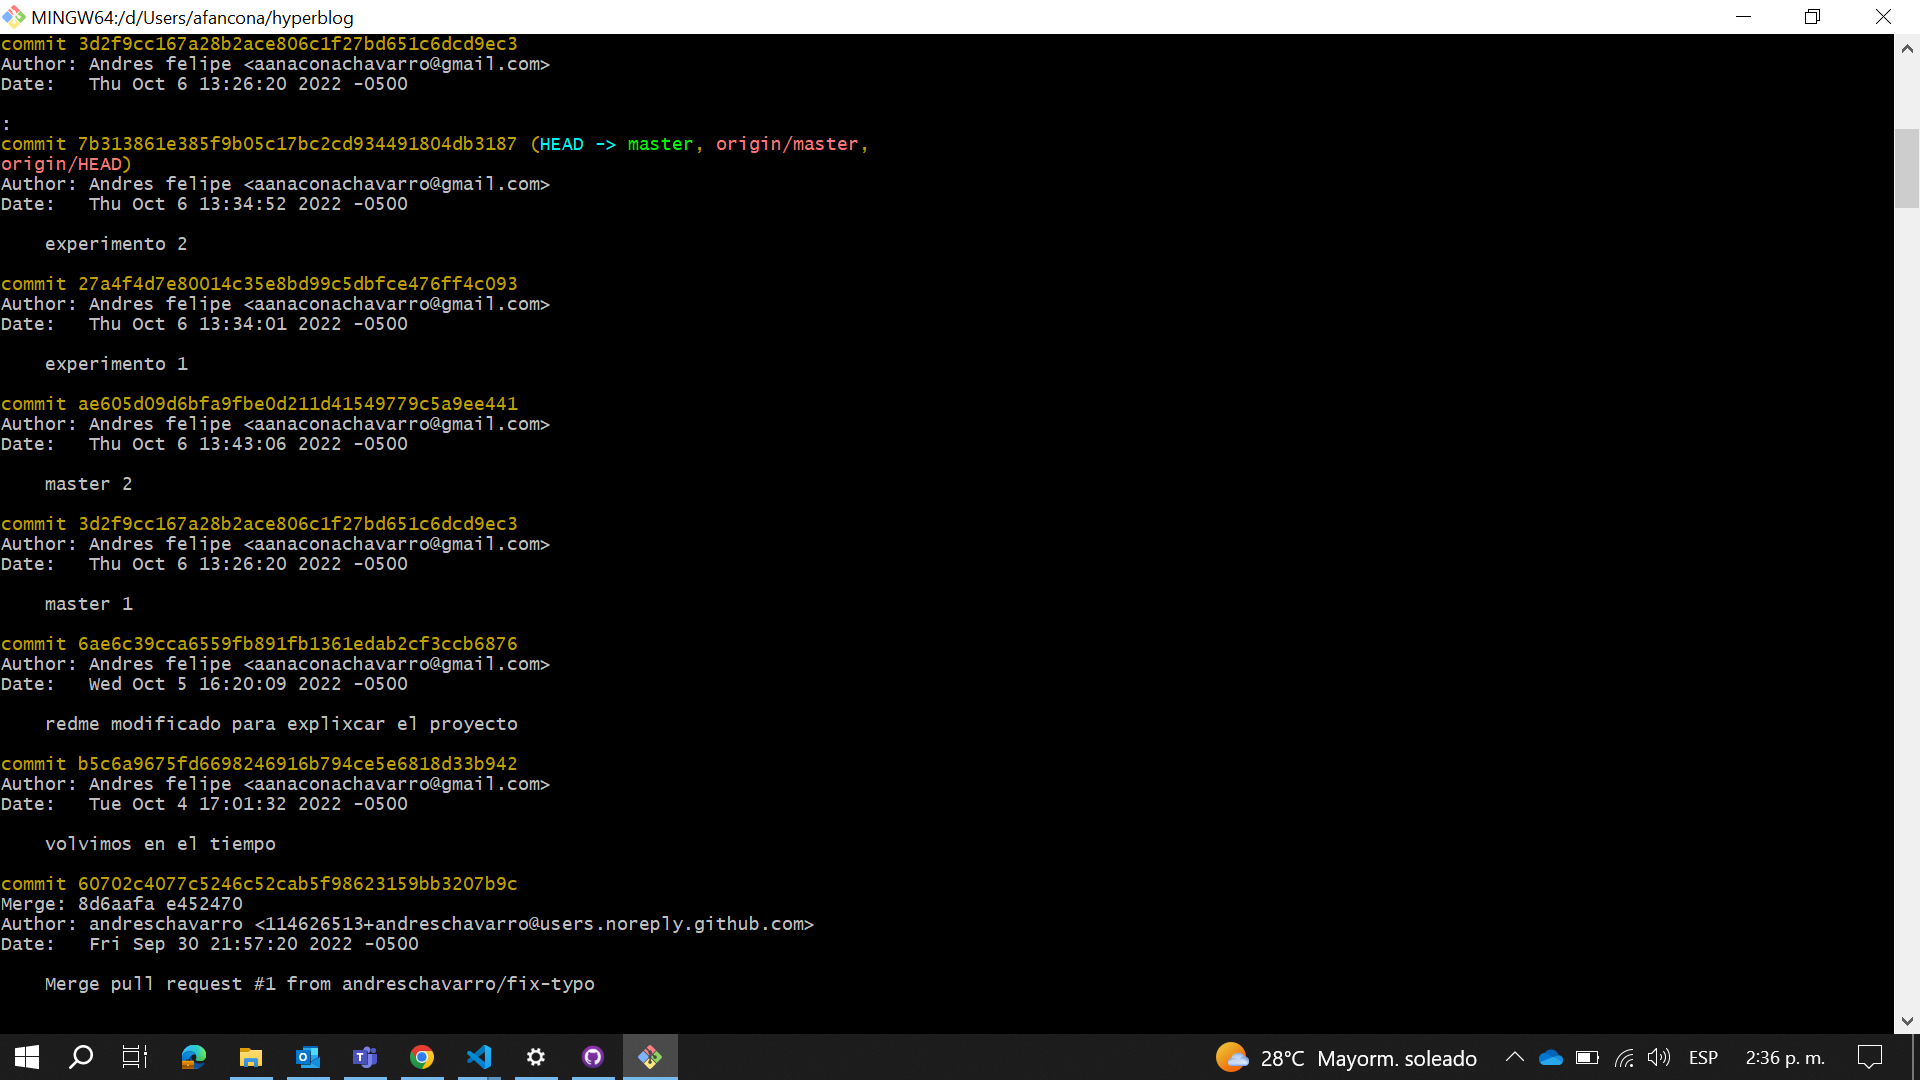 MINGW64:/d/Users/afancona/hyperblog
commit 3d2f9cc167a28b2ace806c1f27bd651c6dcd9ec3
Author: Andres felipe <aanaconachavarro@gmail.com>
Date:   Thu Oct 6 13:26:20 2022 -0500
:
commit 7b313861e385f9b05c17bc2cd934491804db3187 (HEAD -> master, origin/master,
origin/HEAD)
Author: Andres felipe <aanaconachavarro@gmail.com>
Date:   Thu Oct 6 13:34:52 2022 -0500
experimento 2
commit 27a4f4d7e80014c35e8bd99c5dbfce476ff4c093
Author: Andres felipe <aanaconachavarro@gmail.com>
Date:   Thu Oct 6 13:34:01 2022 -0500
experimento 1
commit ae605d09d6bfa9fbe0d211d41549779c5a9ee441
Author: Andres felipe <aanaconachavarro@gmail.com>
Date:   Thu Oct 6 13:43:06 2022 -0500
master 2
commit 3d2f9cc167a28b2ace806c1f27bd651c6dcd9ec3
Author: Andres felipe <aanaconachavarro@gmail.com>
Date:   Thu Oct 6 13:26:20 2022 -0500
master 1
commit 6ae6c39cca6559fb891fb1361edab2cf3ccb6876
Author: Andres felipe <aanaconachavarro@gmail.com>
Date:   Wed Oct 5 16:20:09 2022 -0500
redme modificado para explixcar el proyecto
commit b5c6a9675fd6698246916b794ce5e6818d33b942
Author: Andres felipe <aanaconachavarro@gmail.com>
Date:   Tue Oct 4 17:01:32 2022 -0500
volvimos en el tiempo
commit 60702c4077c5246c52cab5f98623159bb3207b9c
Merge: 8d6aafa e452470
Author: andreschavarro <114626513+andreschavarro@users.noreply.github.com>
Date:   Fri Sep 30 21:57:20 2022 -0500
Merge pull request #1 from andreschavarro/fix-typo
28°C Mayorm. soleado ESP 2:36 p. m.